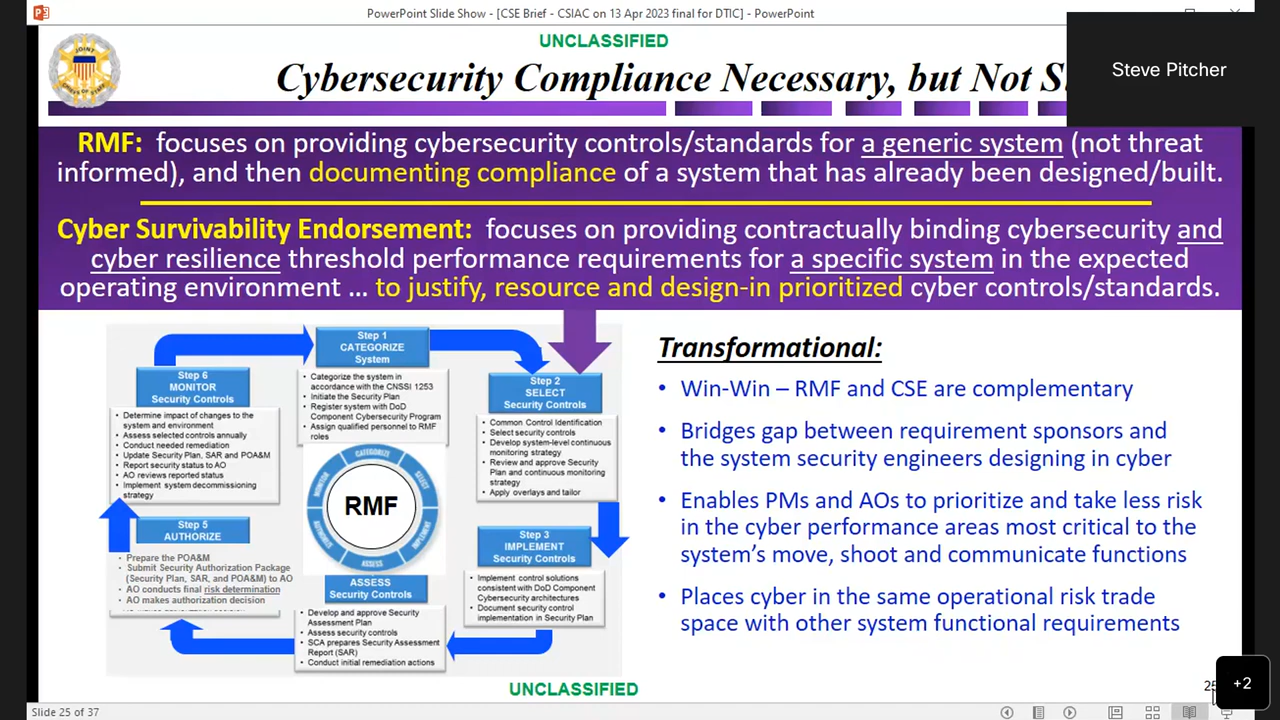 PowerPoint Slide Show - [CSE Brief - CSIAC on 13 Apr 2023 final for DTIC] - PowerPoint
UNCLASSIFIED
Steve Pitcher
Cybersecurity Compliance Necessary, but Not
RMF: focuses on providing cybersecurity controls/standards for a generic system (not threat
informed), and then documenting compliance of a system that has already been designed/built.
Cyber Survivability Endorsement: focuses on providing contractually binding cybersecurity and
cyber resilience threshold performance requirements for a specific system in the expected
operating environment ... to justify, resource and design-in prioritized cyber controls/standards.
Step 1
CATEGORIZE
System
• Categorize the system in
accordance with the CNSSI 1253
• Initiate the Security Plan
• Register system with DoD
Component Cybersecurity Program
• Assign qualified personnel to RMF
roles
Step 2
SELECT
Security Controls
• Common Control Identification
• Select security controls
• Develop system-level continuous
monitoring strategy
• Review and approve Security
Plan and continuous monitoring
strategy
• Apply overlays and tailor
Step 3
IMPLEMENT
Security Controls
• Implement control solutions
consistent with DoD Component
Cybersecurity architectures
• Document security control
implementation in Security Plan
ASSESS
Security Controls
• Develop and approve Security
Assessment Plan
• Assess security controls
• SCA prepares Security Assessment
Report (SAR)
• Conduct initial remediation actions
Step 5
AUTHORIZE
• Prepare the POA&M
• Submit Security Authorization Package
(Security Plan, SAR, and POA&M) to AO
• AO conducts final risk determination
• AO makes authorization decision
Step 6
MONITOR
Security Controls
• Determine impact of changes to the
system and environment
• Assess selected controls annually
• Conduct needed remediation
• Update Security Plan, SAR and POA&M
• Report security status to AO
• AO reviews reported status
• Implement system decommissioning
strategy
RMF
CATEGORIZE
SELECT
IMPLEMENT
ASSESS
AUTHORIZE
MONITOR
Transformational:
• Win-Win – RMF and CSE are complementary
• Bridges gap between requirement sponsors and
the system security engineers designing in cyber
• Enables PMs and AOs to prioritize and take less risk
in the cyber performance areas most critical to the
system's move, shoot and communicate functions
• Places cyber in the same operational risk trade
space with other system functional requirements
UNCLASSIFIED
+2
Slide 25 of 37